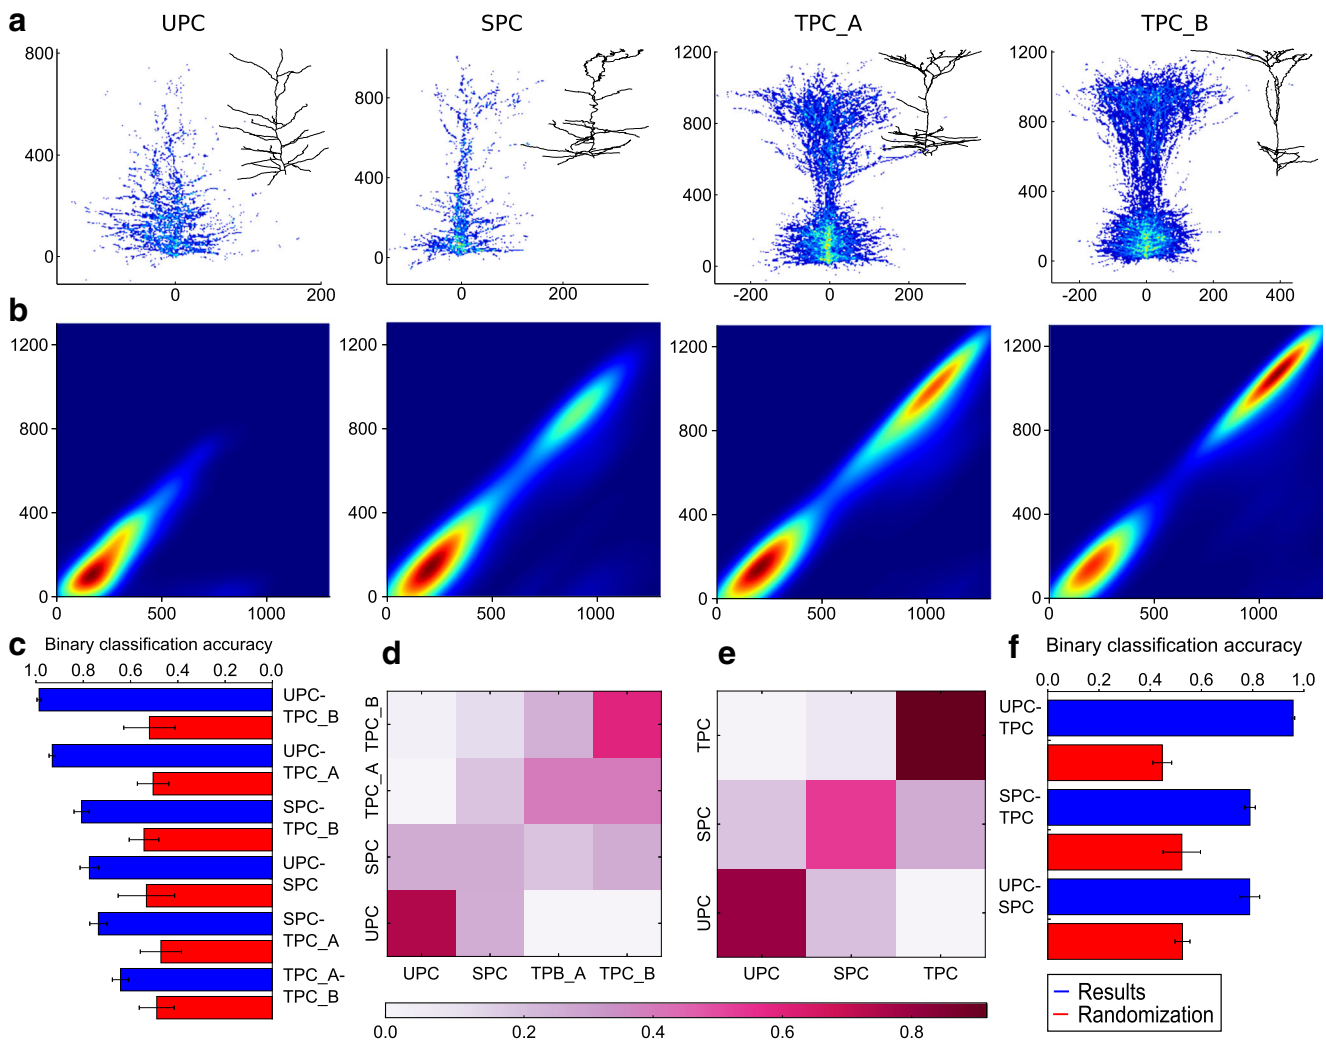 a
UPC SPC TPC_A TPC_B
800
400
0
0 200
800
400
0
0 200
1200
800
400
0
-200 0 200
1200
800
400
0
-200 0 200 400
b
1200
800
400
0
0 500 1000
1200
800
400
0
0 500 1000
1200
800
400
0
0 500 1000
1200
800
400
0
0 500 1000
c
Binary classification accuracy
1.0 0.8 0.6 0.4 0.2 0.0
UPC-
TPC_B
UPC-
TPC_A
SPC-
TPC_B
UPC-
SPC
SPC-
TPC_A
TPC_A-
TPC_B
d
TPC_B
TPC_A
SPC
UPC
UPC SPC TPB_A TPC_B
e
TPC
SPC
UPC
UPC SPC TPC
0.0 0.2 0.4 0.6 0.8
f
Binary classification accuracy
0.0 0.2 0.4 0.6 0.8 1.0
UPC-
TPC
SPC-
TPC
UPC-
SPC
Results
Randomization